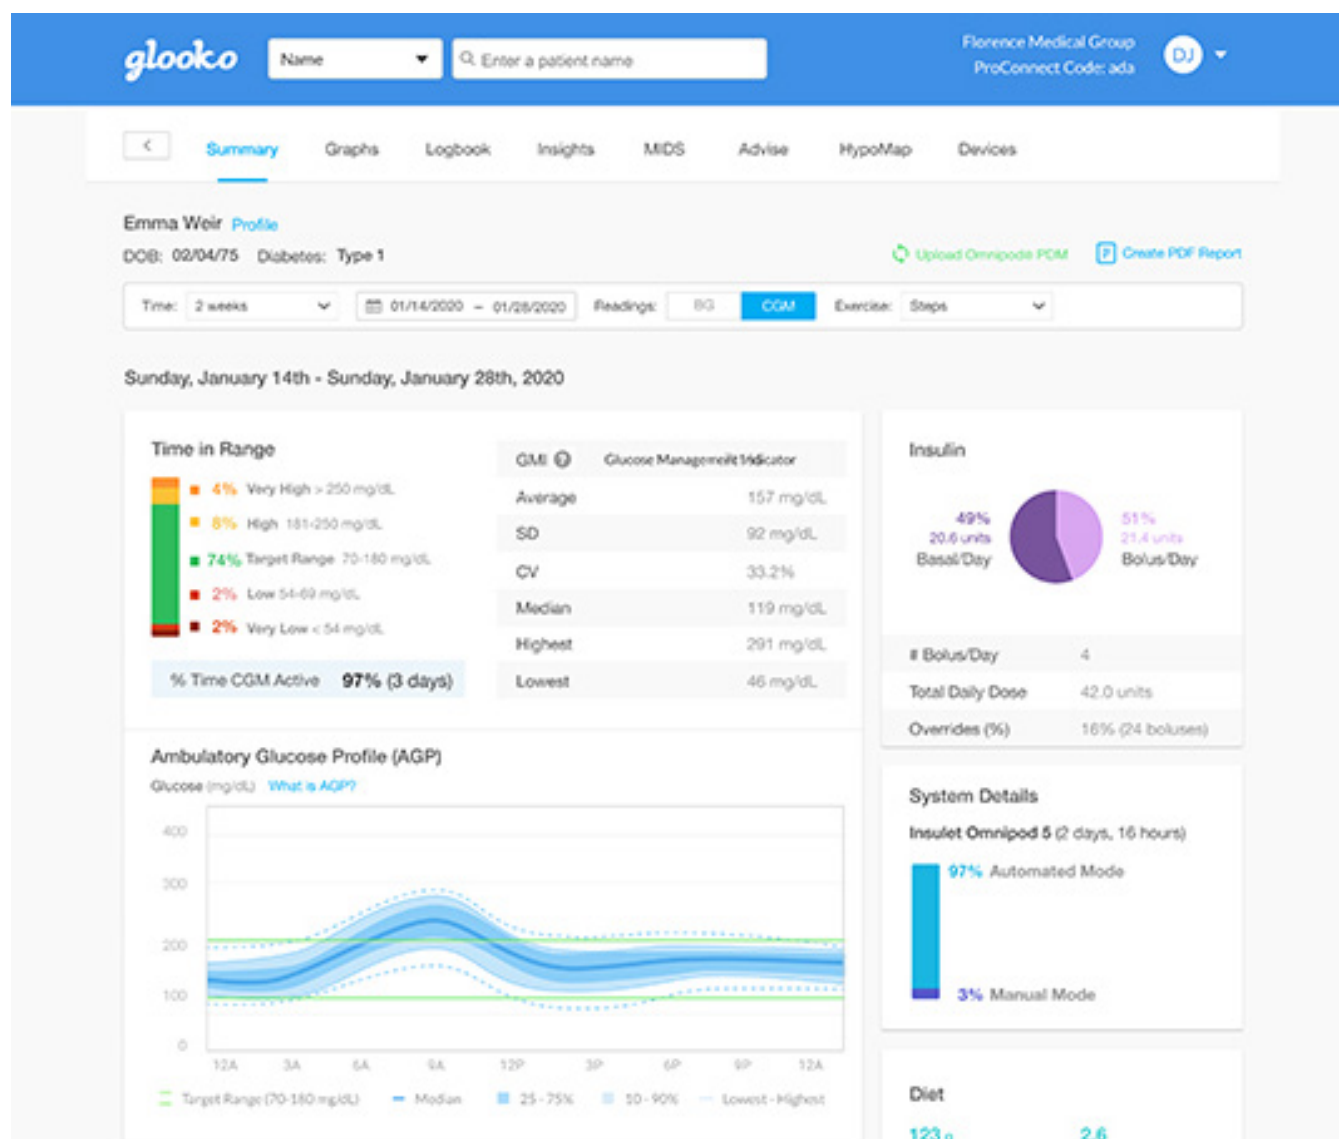 glooko
Name
Enter a patient name
Florence Medical Group
ProConnect Code: ada
DJ
Summary Graphs Logbook Insights MIDS Advise HypoMap Devices
Emma Weir Profile
DOB: 02/04/75 Diabetes: Type 1
Upload Omnipode PDM
Create PDF Report
Time: 2 weeks 01/14/2020 – 01/28/2020 Readings: BG CGM Exercise: Steps
Sunday, January 14th - Sunday, January 28th, 2020
Time in Range
4% Very High > 250 mg/dL
8% High 181-250 mg/dL
74% Target Range 70-180 mg/dL
2% Low 54-69 mg/dL
2% Very Low < 54 mg/dL
% Time CGM Active 97% (3 days)
GMI ? Glucose Management Indicator
Average 157 mg/dL
SD 92 mg/dL
CV 33.2%
Median 119 mg/dL
Highest 291 mg/dL
Lowest 46 mg/dL
Insulin
49%
20.6 units
Basal/Day
51%
21.4 units
Bolus/Day
# Bolus/Day 4
Total Daily Dose 42.0 units
Overrides (%) 16% (24 boluses)
Ambulatory Glucose Profile (AGP)
Glucose (mg/dL) What is AGP?
400
300
200
100
0
12A 3A 6A 9A 12P 3P 6P 9P 12A
Target Range (70-180 mg/dL) Median 25 - 75% 10 - 90% Lowest - Highest
System Details
Insulet Omnipod 5 (2 days, 16 hours)
97% Automated Mode
3% Manual Mode
Diet
123 g 2.6